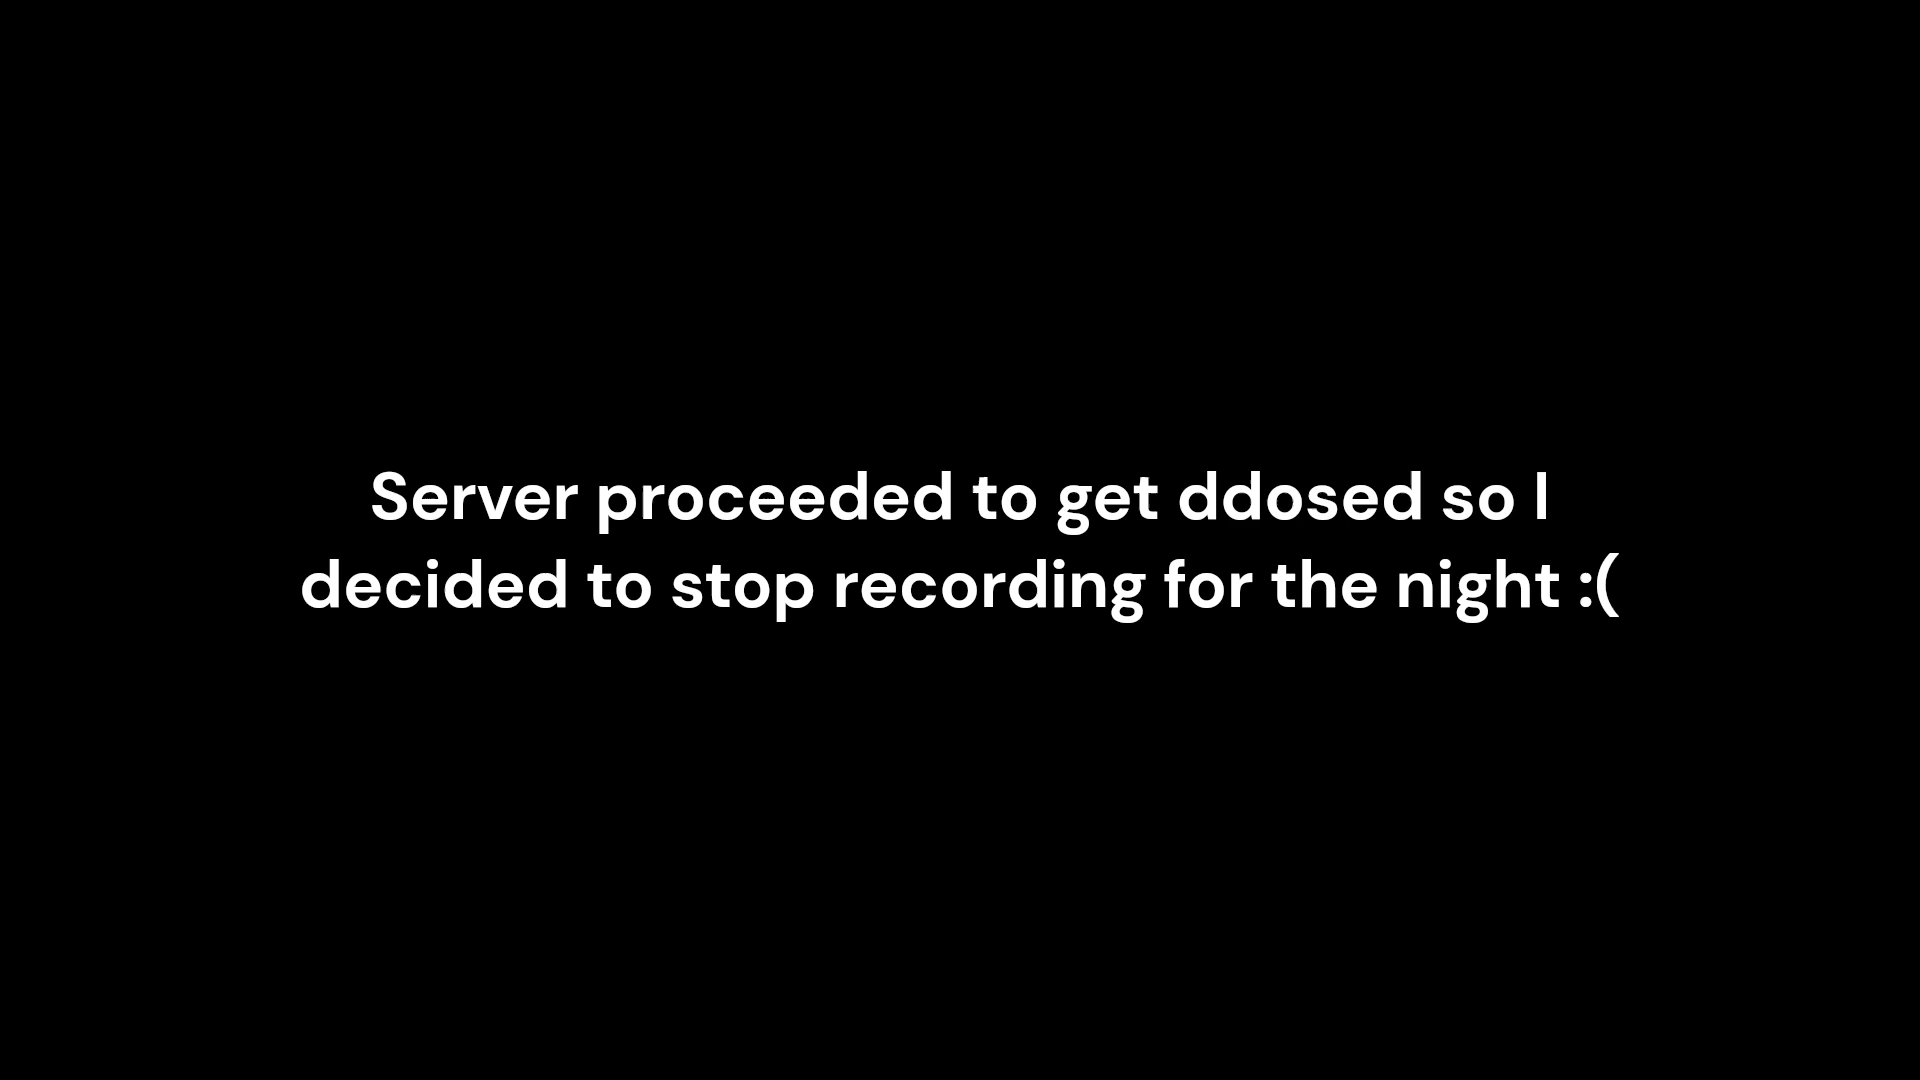 Server proceeded to get ddosed so I
decided to stop recording for the night :(